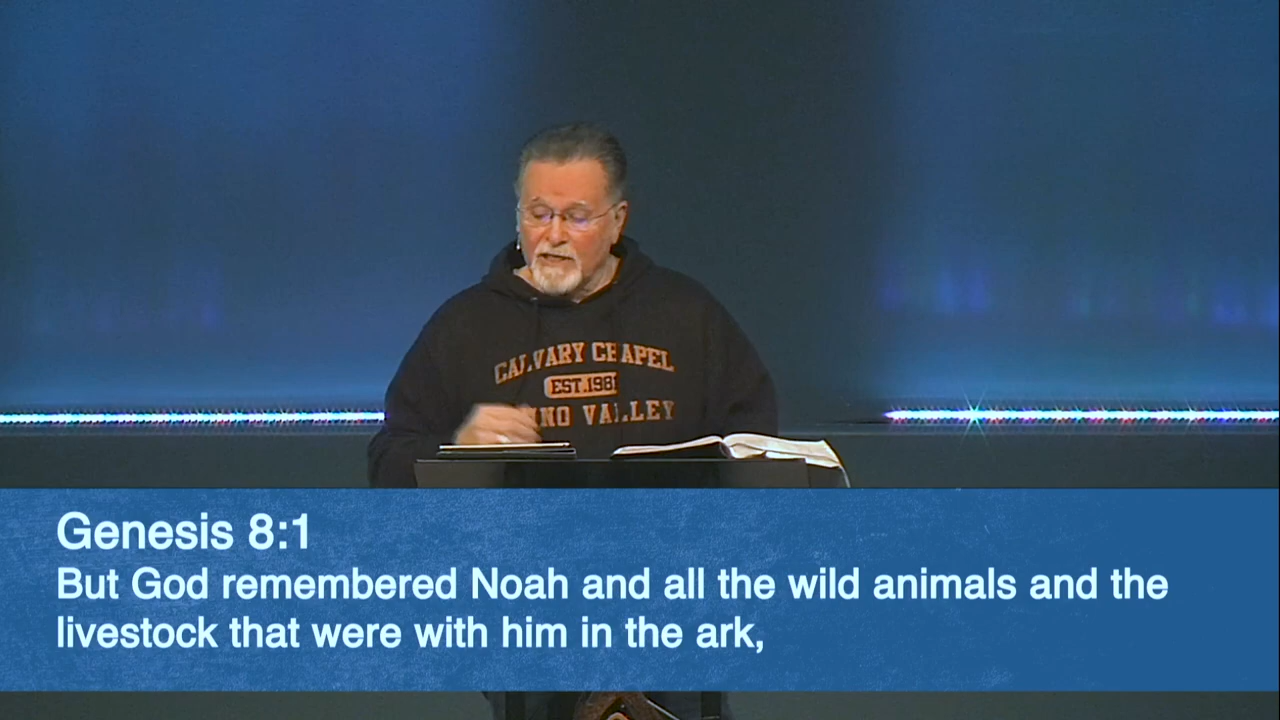 CALVARY CHAPEL
EST.198
VALLEY
Genesis 8:1
But God remembered Noah and all the wild animals and the
livestock that were with him in the ark,